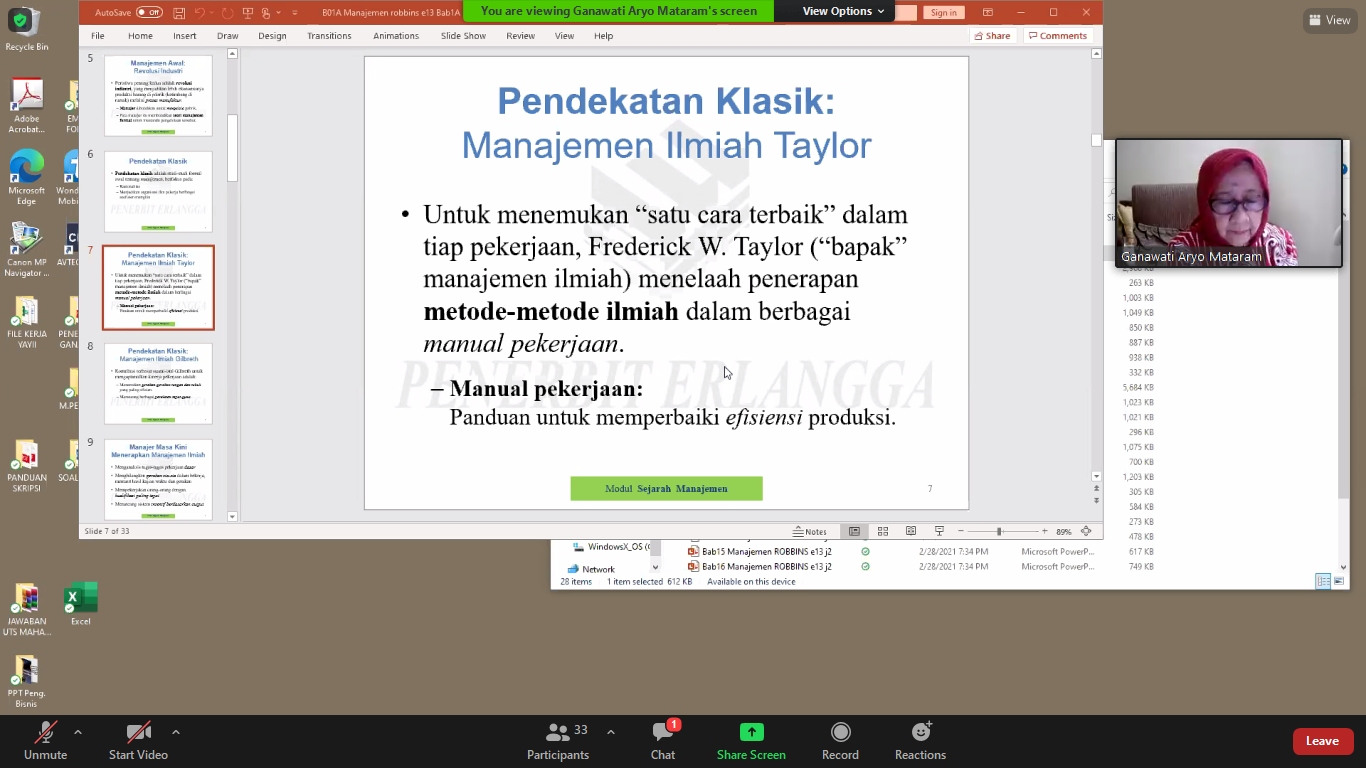 AutoSave Off
B01A Manajemen robbins e13 Bab1A
You are viewing Ganawati Aryo Mataram's screen
View Options
Sign in
View
File Home Insert Draw Design Transitions Animations Slide Show Review View Help
Share Comments
Recycle Bin
Adobe
Acrobat...
Microsoft
Edge
Canon MP
Navigator ...
FILE KERJA
YAYII
PANDUAN
SKRIPSI
JAWABAN
UTS MAHA...
Excel
PPT Peng.
Bisnis
5
Manajemen Awal:
Revolusi Industri
6
Pendekatan Klasik
7
Pendekatan Klasik:
Manajemen Ilmiah Taylor
8
Pendekatan Klasik:
Manajemen Ilmiah Gilbreth
9
Manajer Masa Kini
Menerapkan Manajemen Ilmiah
Pendekatan Klasik:
Manajemen Ilmiah Taylor
• Untuk menemukan “satu cara terbaik” dalam
tiap pekerjaan, Frederick W. Taylor (“bapak”
manajemen ilmiah) menelaah penerapan
metode-metode ilmiah dalam berbagai
manual pekerjaan.
PENERBIT ERLANGGA
– Manual pekerjaan:
Panduan untuk memperbaiki efisiensi produksi.
Modul Sejarah Manajemen
7
Slide 7 of 33
Notes
89%
Ganawati Aryo Mataram
263 KB
1,003 KB
1,049 KB
850 KB
887 KB
938 KB
332 KB
5,684 KB
1,023 KB
1,021 KB
296 KB
1,075 KB
700 KB
1,203 KB
305 KB
584 KB
273 KB
478 KB
WindowsX_OS (
Bab15 Manajemen ROBBINS e13 j2 2/28/2021 7:34 PM Microsoft PowerP... 617 KB
Network
Bab16 Manajemen ROBBINS e13 j2 2/28/2021 7:34 PM Microsoft PowerP... 749 KB
28 items 1 item selected 612 KB Available on this device
Unmute
Start Video
33
Participants
1
Chat
Share Screen
Record
Reactions
Leave